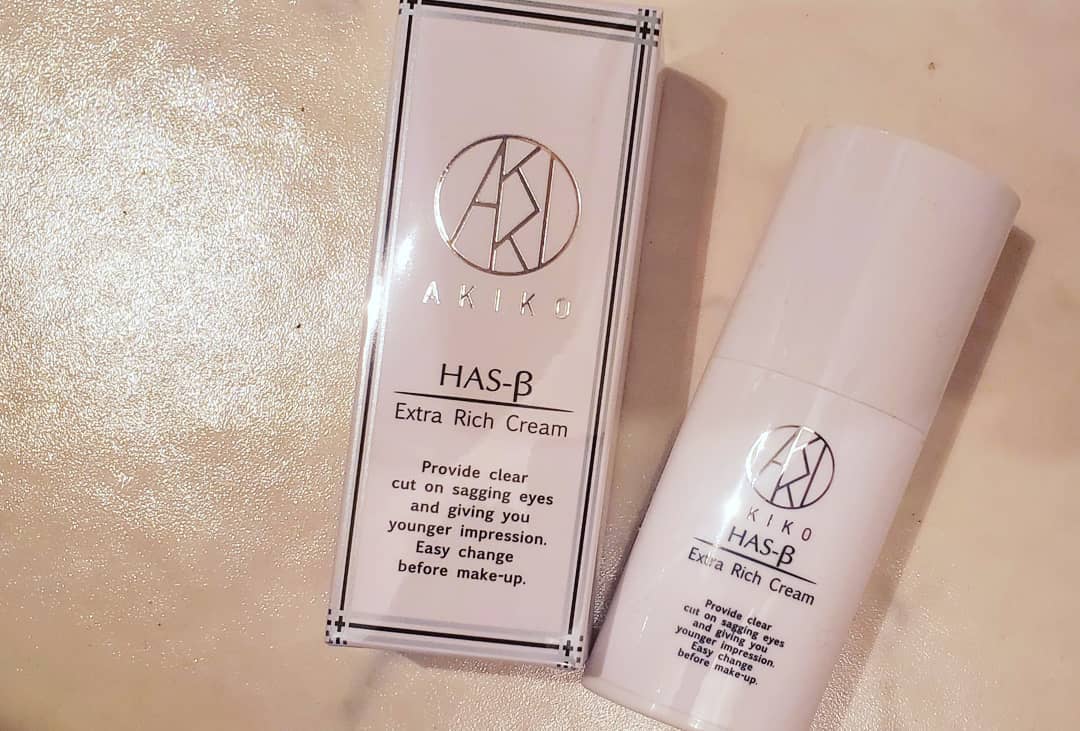 AKIKO
AKIKO
HAS-β
Extra Rich Cream
Provide clear
cut on sagging eyes
and giving you
younger impression.
Easy change
before make-up.
AKIKO
KIKO
HAS-β
Extra Rich Cream
Provide clear
cut on sagging eyes
and giving you
younger impression.
Easy change
before make-up.